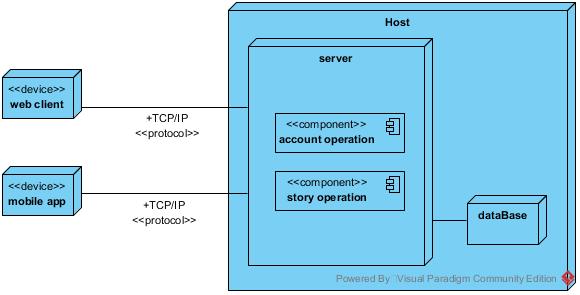 Host
server
<<device>>
web client
+TCP/IP
<<protocol>>
<<component>>
account operation
<<device>>
mobile app
+TCP/IP
<<protocol>>
<<component>>
story operation
dataBase
Powered By Visual Paradigm Community Edition